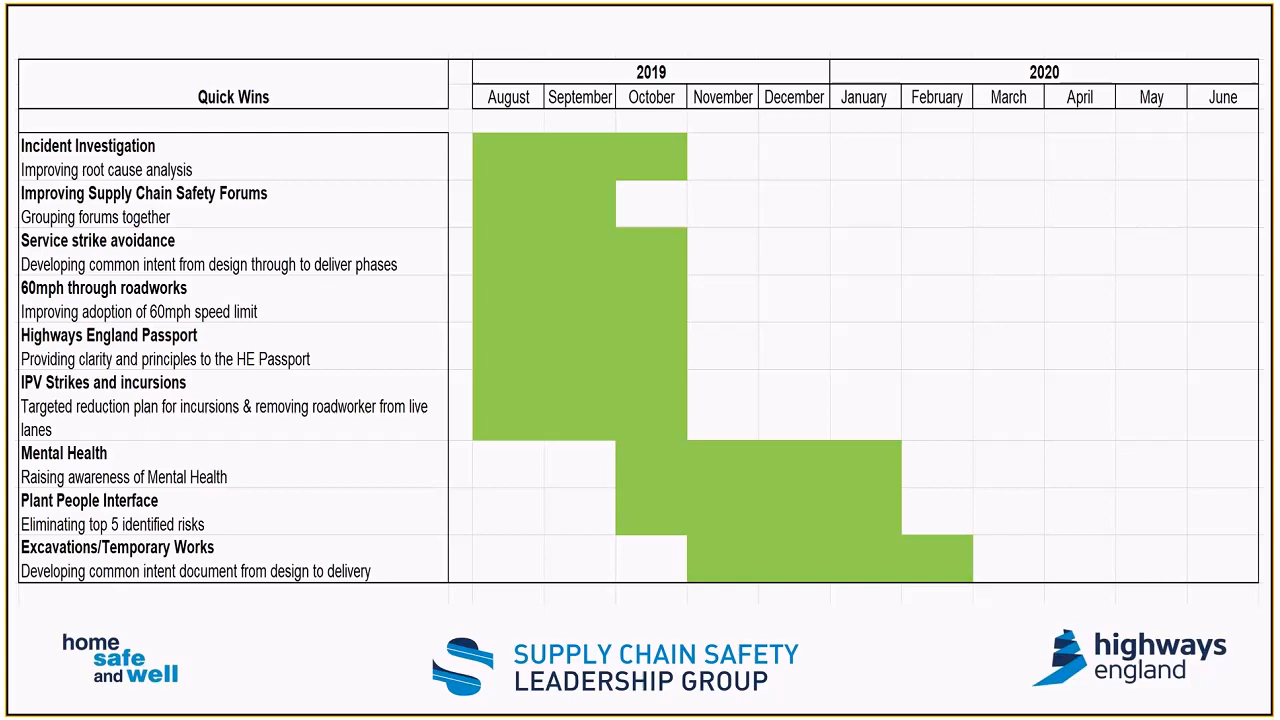 2019 2020
Quick Wins
August September October November December January February March April May June
Incident Investigation
Improving root cause analysis
Improving Supply Chain Safety Forums
Grouping forums together
Service strike avoidance
Developing common intent from design through to deliver phases
60mph through roadworks
Improving adoption of 60mph speed limit
Highways England Passport
Providing clarity and principles to the HE Passport
IPV Strikes and incursions
Targeted reduction plan for incursions & removing roadworker from live
lanes
Mental Health
Raising awareness of Mental Health
Plant People Interface
Eliminating top 5 identified risks
Excavations/Temporary Works
Developing common intent document from design to delivery
home
safe
and well
SUPPLY CHAIN SAFETY
LEADERSHIP GROUP
highways
england